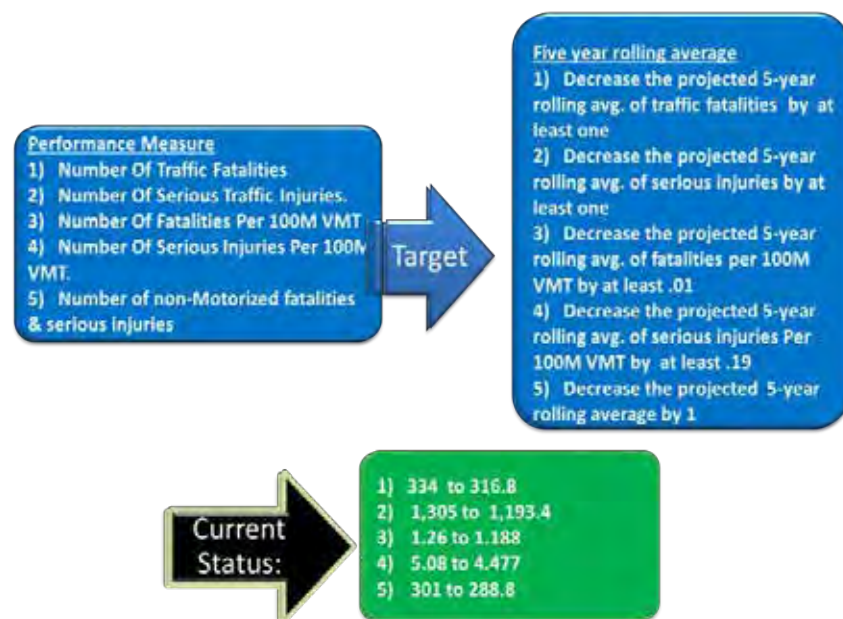 Performance Measure
1) Number Of Traffic Fatalities
2) Number Of Serious Traffic Injuries.
3) Number Of Fatalities Per 100M VMT
4) Number Of Serious Injuries Per 100M
VMT.
5) Number of non-Motorized fatalities
& serious injuries
Target
Five year rolling average
1) Decrease the projected 5-year
rolling avg. of traffic fatalities by at
least one
2) Decrease the projected 5-year
rolling avg. of serious injuries by at
least one
3) Decrease the projected 5-year
rolling avg. of fatalities per 100M
VMT by at least .01
4) Decrease the projected 5-year
rolling avg. of serious injuries Per
100M VMT by at least .19
5) Decrease the projected 5-year
rolling average by 1
Current
Status:
1) 334 to 316.8
2) 1,305 to 1,193.4
3) 1.26 to 1.188
4) 5.08 to 4.477
5) 301 to 288.8